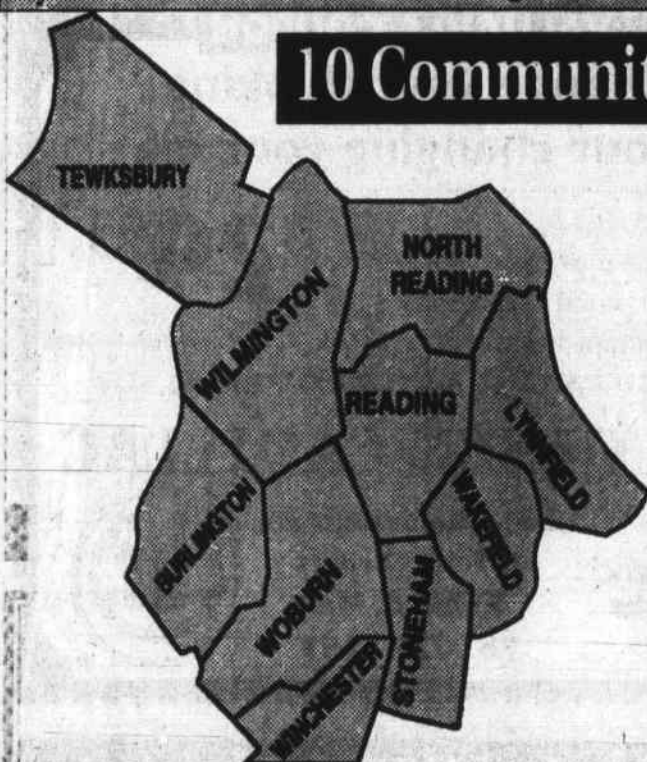 10 Communit
TEWKSBURY
NORTH
READING
WILMINGTON
READING
LYNNFIELD
BURLINGTON
WAKEFIELD
WOBURN
STONEHAM
WINCHESTER